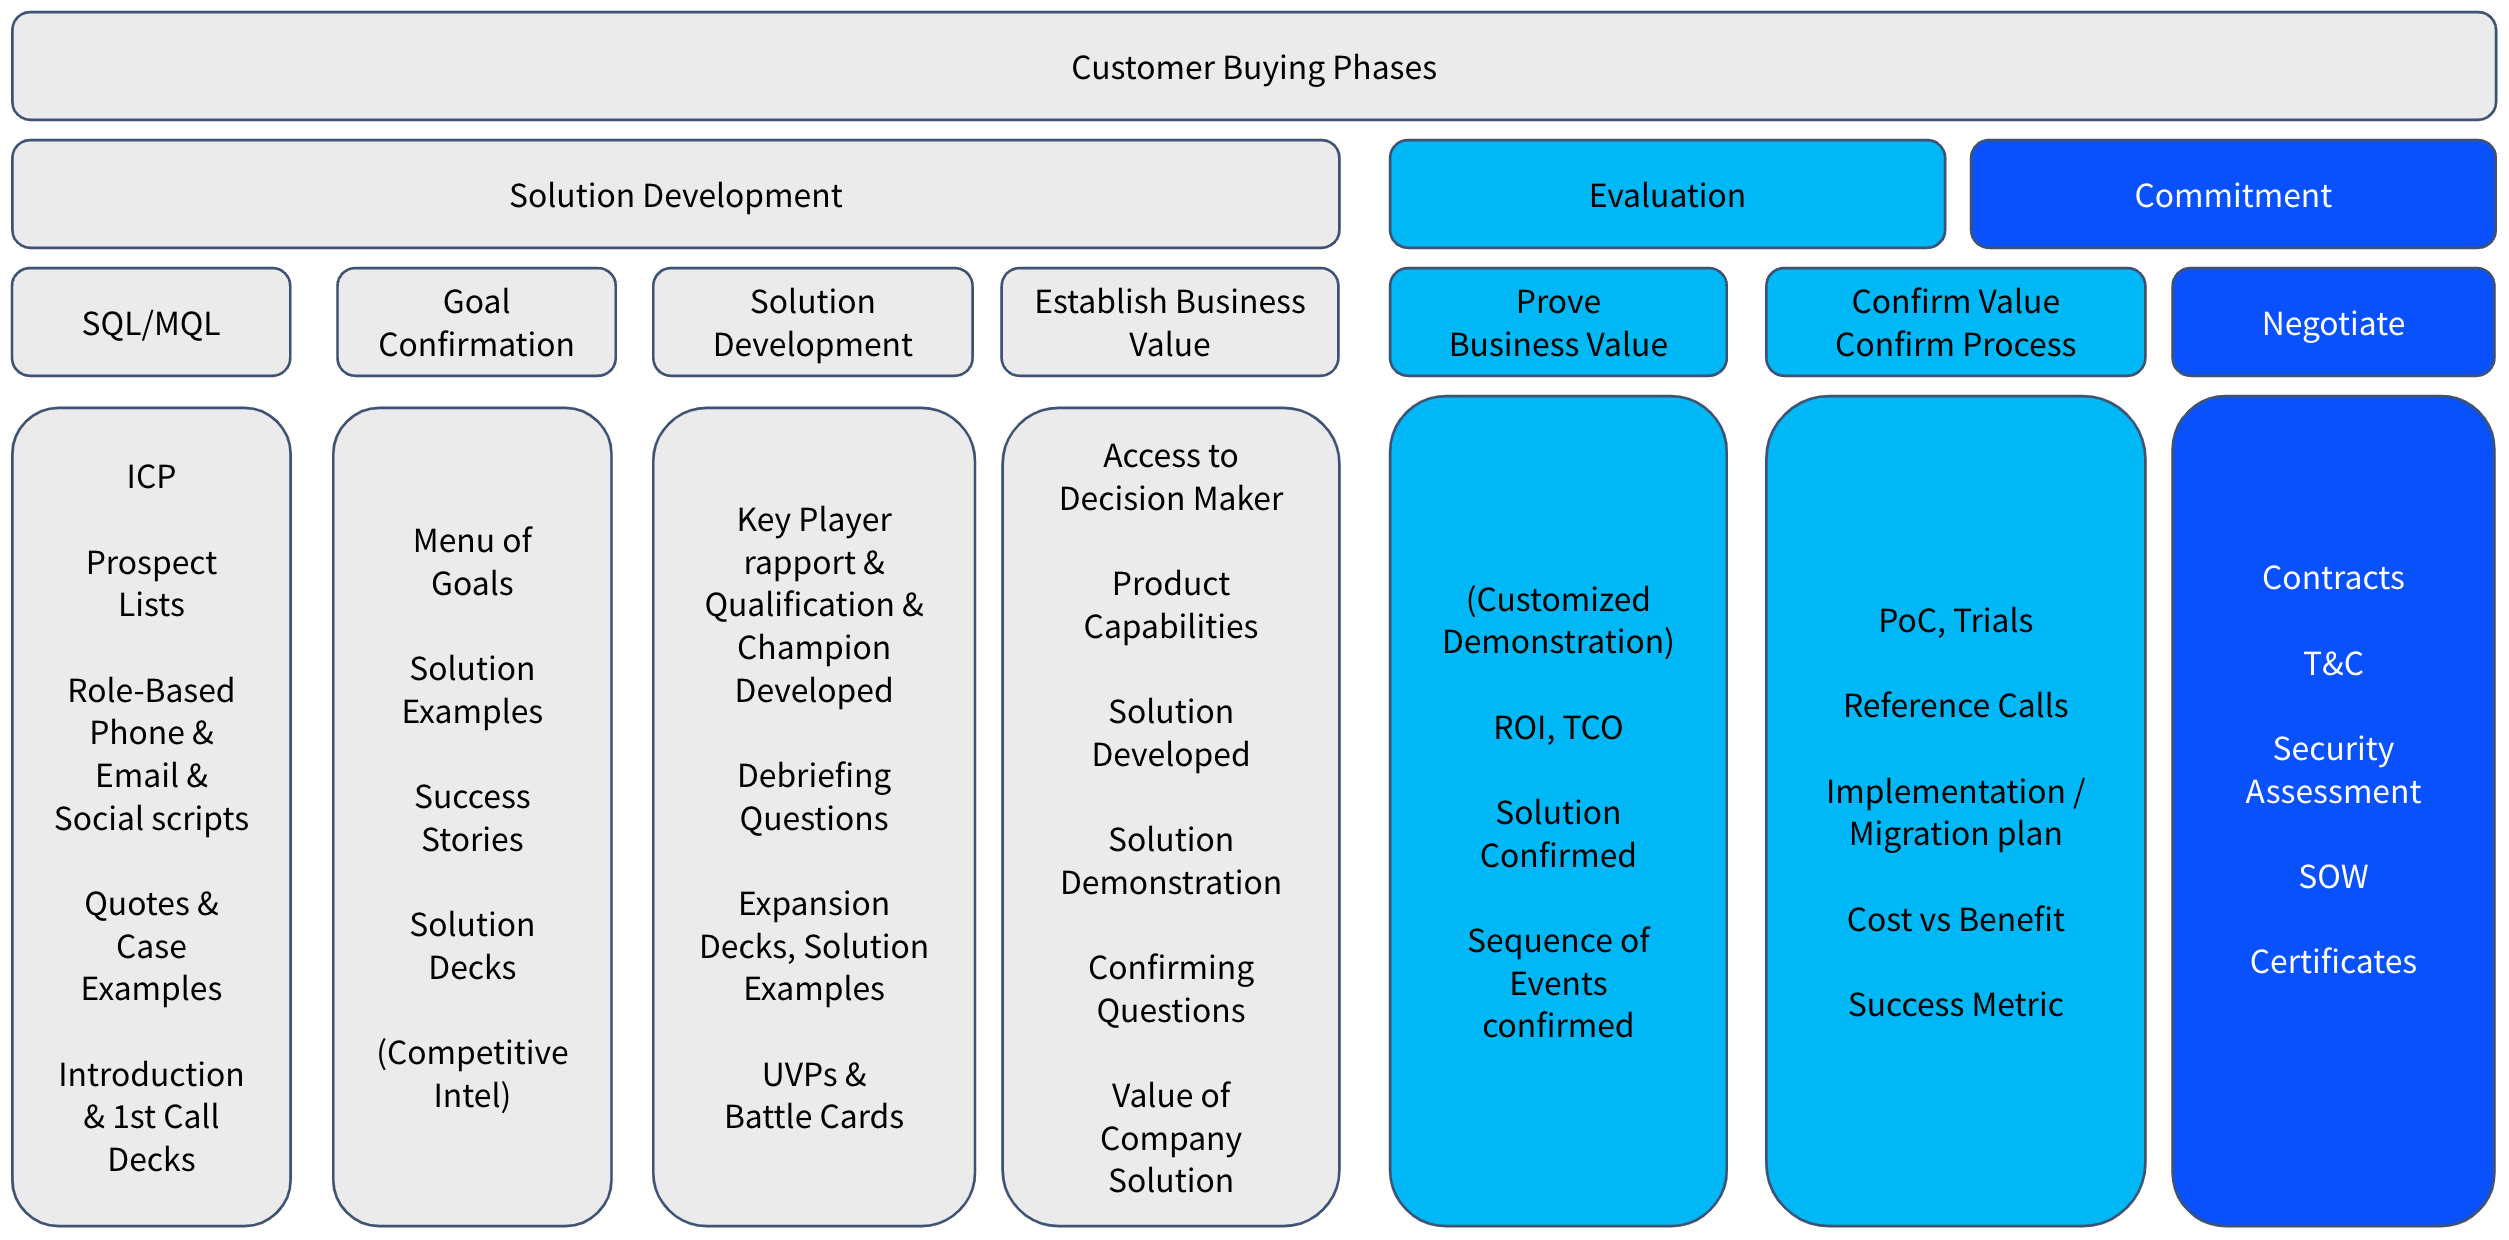 Customer Buying Phases
Solution Development
Evaluation
Commitment
SQL/MQL
Goal
Confirmation
Solution
Development
Establish Business
Value
Prove
Business Value
Confirm Value
Confirm Process
Negotiate
ICP
Prospect
Lists
Role-Based
Phone &
Email &
Social scripts
Quotes &
Case
Examples
Introduction
& 1st Call
Decks
Menu of
Goals
Solution
Examples
Success
Stories
Solution
Decks
(Competitive
Intel)
Key Player
rapport &
Qualification &
Champion
Developed
Debriefing
Questions
Expansion
Decks, Solution
Examples
UVPs &
Battle Cards
Access to
Decision Maker
Product
Capabilities
Solution
Developed
Solution
Demonstration
Confirming
Questions
Value of
Company
Solution
(Customized
Demonstration)
ROI, TCO
Solution
Confirmed
Sequence of
Events
confirmed
PoC, Trials
Reference Calls
Implementation /
Migration plan
Cost vs Benefit
Success Metric
Contracts
T&C
Security
Assessment
SOW
Certificates